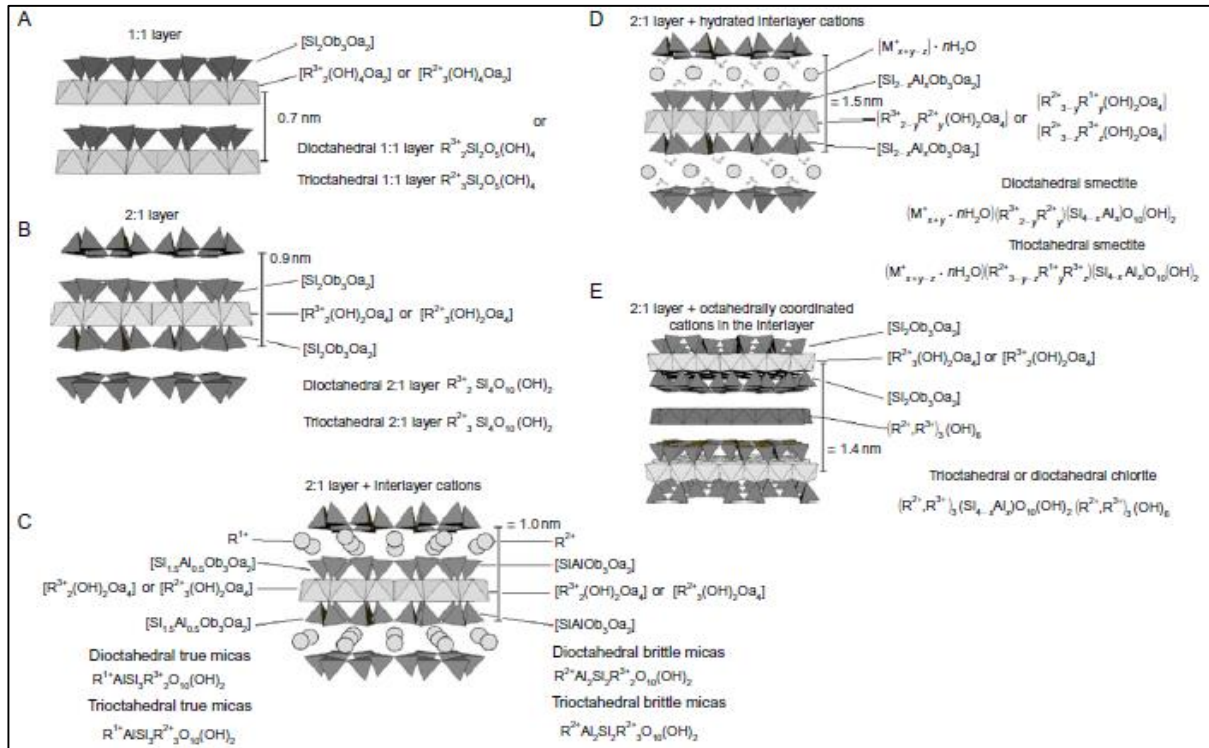 A
1:1 layer
[Si₂Ob₃Oa₂]
[R³⁺₂(OH)₄Oa₂] or [R²⁺₃(OH)₄Oa₂]
0.7 nm
or
Dioctahedral 1:1 layer R³⁺₂Si₂O₅(OH)₄
Trioctahedral 1:1 layer R²⁺₃Si₂O₅(OH)₄
B
2:1 layer
0.9 nm
[Si₂Ob₃Oa₂]
[R³⁺₂(OH)₂Oa₄] or [R²⁺₃(OH)₂Oa₄]
[Si₂Ob₃Oa₂]
Dioctahedral 2:1 layer R³⁺₂ Si₄O₁₀(OH)₂
Trioctahedral 2:1 layer R²⁺₃ Si₄O₁₀(OH)₂
C
2:1 layer + interlayer cations
= 1.0 nm
R¹⁺
R²⁺
[Si₁.₅Al₀.₅Ob₃Oa₂]
[SiAlOb₃Oa₂]
[R³⁺₂(OH)₂Oa₄] or [R²⁺₃(OH)₂Oa₄]
[R³⁺₂(OH)₂Oa₄] or [R²⁺₃(OH)₂Oa₄]
[Si₁.₅Al₀.₅Ob₃Oa₂]
[SiAlOb₃Oa₂]
Dioctahedral true micas
R¹⁺AlSi₃R³⁺₂O₁₀(OH)₂
Trioctahedral true micas
R¹⁺AlSi₃R²⁺₃O₁₀(OH)₂
Dioctahedral brittle micas
R²⁺Al₂Si₂R³⁺₂O₁₀(OH)₂
Trioctahedral brittle micas
R²⁺Al₂Si₂R²⁺₃O₁₀(OH)₂
D
2:1 layer + hydrated interlayer cations
(M⁺ₓ₊ᵧ₋z) · nH₂O
[Si₂₋ₓAlₓOb₃Oa₂]
= 1.5 nm
(R³⁺₂₋ᵧR²⁺ᵧ(OH)₂Oa₄) or
(R²⁺₃₋ᵧR¹⁺ᵧ(OH)₂Oa₄)
(R²⁺₃₋zR³⁺z(OH)₂Oa₄)
[Si₂₋ₓAlₓOb₃Oa₂]
Dioctahedral smectite
(M⁺ₓ₊ᵧ · nH₂O)(R³⁺₂₋ᵧR²⁺ᵧ)(Si₄₋ₓAlₓ)O₁₀(OH)₂
Trioctahedral smectite
(M⁺ₓ₊ᵧ₋z · nH₂O)(R²⁺₃₋ᵧ₋zR¹⁺ᵧR³⁺z)(Si₄₋ₓAlₓ)O₁₀(OH)₂
E
2:1 layer + octahedrally coordinated
cations in the interlayer
[Si₂Ob₃Oa₂]
[R²⁺₃(OH)₂Oa₄] or [R³⁺₂(OH)₂Oa₄]
[Si₂Ob₃Oa₂]
(R²⁺,R³⁺)₃(OH)₆
= 1.4 nm
Trioctahedral or dioctahedral chlorite
(R²⁺,R³⁺)₃(Si₄₋ₓAlₓ)O₁₀(OH)₂(R²⁺,R³⁺)₃(OH)₆